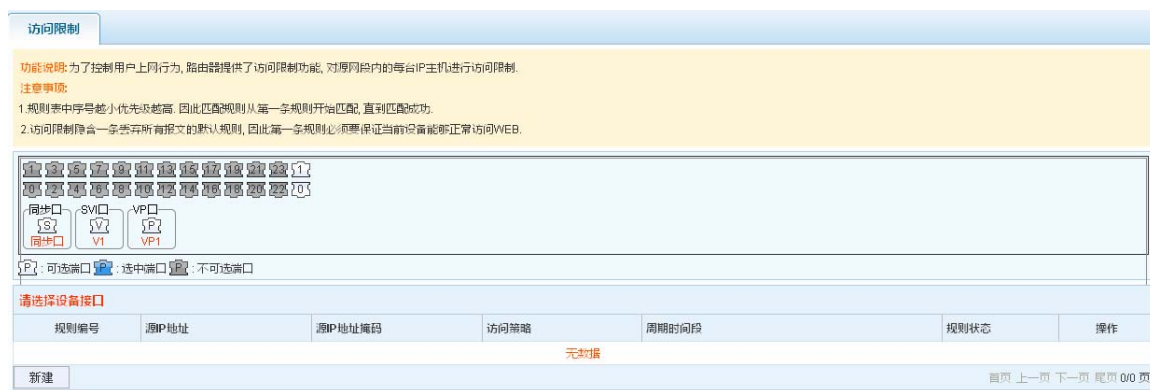 访问限制
功能说明:为了控制用户上网行为, 路由器提供了访问限制功能, 对原网段内的每台IP主机进行访问限制.
注意事项:
1.规则表中序号越小优先级越高. 因此匹配规则从第一条规则开始匹配, 直到匹配成功.
2.访问限制隐含一条丢弃所有报文的默认规则, 因此第一条规则必须要保证当前设备能够正常访问WEB.
1 3 5 7 9 11 13 15 17 19 21 23 1
0 2 4 6 8 10 12 14 16 18 20 22 0
同步口 SVI口 VP口
S V P
同步口 V1 VP1
P : 可选端口 P : 选中端口 P : 不可选端口
请选择设备接口
规则编号 源IP地址 源IP地址掩码 访问策略 周期时间段 规则状态 操作
无数据
新建 首页 上一页 下一页 尾页 0/0 页